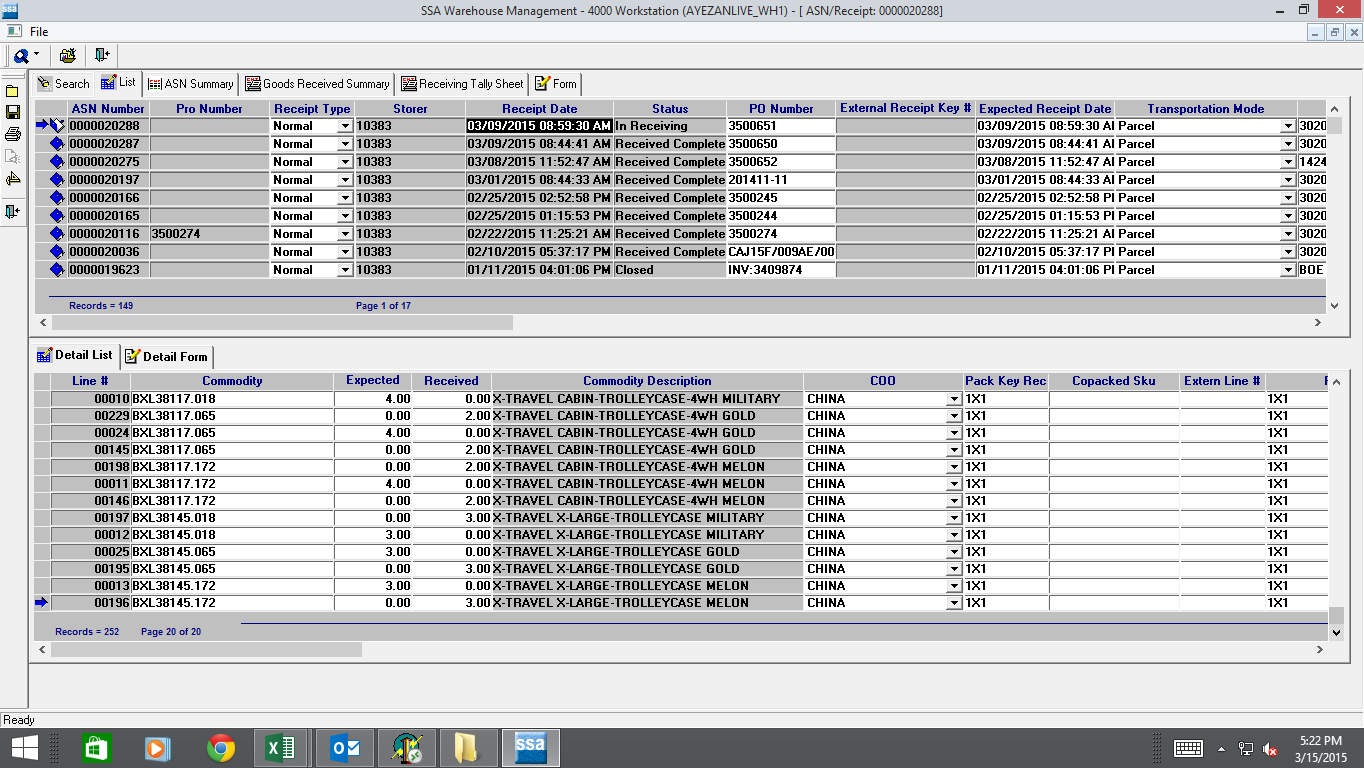 ssa SSA Warehouse Management - 4000 Workstation (AYEZANLIVE_WH1) - [ ASN/Receipt: 0000020288]
File
Search List ASN Summary Goods Received Summary Receiving Tally Sheet Form
ASN Number Pro Number Receipt Type Storer Receipt Date Status PO Number External Receipt Key # Expected Receipt Date Transportation Mode
0000020288 Normal 10383 03/09/2015 08:59:30 AM In Receiving 3500651 03/09/2015 08:59:30 AI Parcel 3020
0000020287 Normal 10383 03/09/2015 08:44:41 AM Received Complete 3500650 03/09/2015 08:44:41 AI Parcel 3020
0000020275 Normal 10383 03/08/2015 11:52:47 AM Received Complete 3500652 03/08/2015 11:52:47 AI Parcel 1424
0000020197 Normal 10383 03/01/2015 08:44:33 AM Received Complete 201411-11 03/01/2015 08:44:33 AI Parcel 3020
0000020166 Normal 10383 02/25/2015 02:52:58 PM Received Complete 3500245 02/25/2015 02:52:58 PI Parcel 3020
0000020165 Normal 10383 02/25/2015 01:15:53 PM Received Complete 3500244 02/25/2015 01:15:53 PI Parcel 3020
0000020116 3500274 Normal 10383 02/22/2015 11:25:21 AM Received Complete 3500274 02/22/2015 11:25:21 AI Parcel 3020
0000020036 Normal 10383 02/10/2015 05:37:17 PM Received Complete CAJ15F/009AE/00 02/10/2015 05:37:17 PI Parcel 3020
0000019623 Normal 10383 01/11/2015 04:01:06 PM Closed INV:3409874 01/11/2015 04:01:06 PI Parcel BOE
Records = 149 Page 1 of 17
Detail List Detail Form
Line # Commodity Expected Received Commodity Description COO Pack Key Rec Copacked Sku Extern Line #
00010 BXL38117.018 4.00 0.00 X-TRAVEL CABIN-TROLLEYCASE-4WH MILITARY CHINA 1X1 1X1
00229 BXL38117.065 0.00 2.00 X-TRAVEL CABIN-TROLLEYCASE-4WH GOLD CHINA 1X1 1X1
00024 BXL38117.065 4.00 0.00 X-TRAVEL CABIN-TROLLEYCASE-4WH GOLD CHINA 1X1 1X1
00145 BXL38117.065 0.00 2.00 X-TRAVEL CABIN-TROLLEYCASE-4WH GOLD CHINA 1X1 1X1
00198 BXL38117.172 0.00 2.00 X-TRAVEL CABIN-TROLLEYCASE-4WH MELON CHINA 1X1 1X1
00011 BXL38117.172 4.00 0.00 X-TRAVEL CABIN-TROLLEYCASE-4WH MELON CHINA 1X1 1X1
00146 BXL38117.172 0.00 2.00 X-TRAVEL CABIN-TROLLEYCASE-4WH MELON CHINA 1X1 1X1
00197 BXL38145.018 0.00 3.00 X-TRAVEL X-LARGE-TROLLEYCASE MILITARY CHINA 1X1 1X1
00012 BXL38145.018 3.00 0.00 X-TRAVEL X-LARGE-TROLLEYCASE MILITARY CHINA 1X1 1X1
00025 BXL38145.065 3.00 0.00 X-TRAVEL X-LARGE-TROLLEYCASE GOLD CHINA 1X1 1X1
00195 BXL38145.065 0.00 3.00 X-TRAVEL X-LARGE-TROLLEYCASE GOLD CHINA 1X1 1X1
00013 BXL38145.172 3.00 0.00 X-TRAVEL X-LARGE-TROLLEYCASE MELON CHINA 1X1 1X1
00196 BXL38145.172 0.00 3.00 X-TRAVEL X-LARGE-TROLLEYCASE MELON CHINA 1X1 1X1
Records = 252 Page 20 of 20
Ready
ssa
5:22 PM
3/15/2015